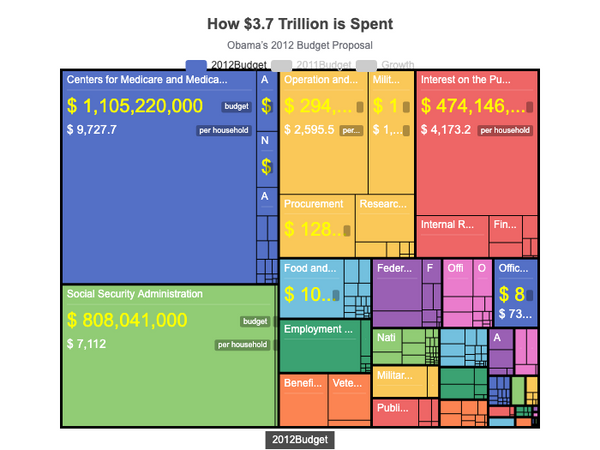 How $3.7 Trillion is Spent
Obama's 2012 Budget Proposal
2012Budget 2011Budget Growth
Centers for Medicare and Medica...
$ 1,105,220,000 budget
$ 9,727.7 per household
A
$
N
$
A
Operation and...
$ 294,...
$ 2,595.5 per...
Milit...
$ 1...
$ 1,...
Interest on the Pu...
$ 474,146,...
$ 4,173.2 per household
Procurement
$ 128...
Researc...
Internal R...
Fin...
Social Security Administration
$ 808,041,000 budget
$ 7,112 per household
Food and...
$ 10...
Feder...
F
Offi
O
Offic...
$ 8
$ 73...
Employment ...
Nati
A
Benefi...
Vete...
Militar...
Publi...
2012Budget